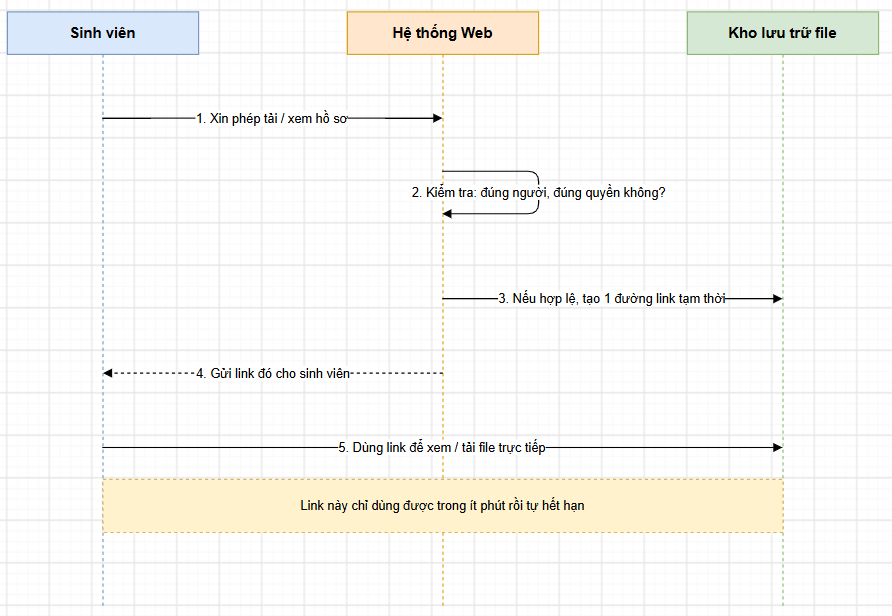 Sinh viên
Hệ thống Web
Kho lưu trữ file
1. Xin phép tải / xem hồ sơ
2. Kiểm tra: đúng người, đúng quyền không?
3. Nếu hợp lệ, tạo 1 đường link tạm thời
4. Gửi link đó cho sinh viên
5. Dùng link để xem / tải file trực tiếp
Link này chỉ dùng được trong ít phút rồi tự hết hạn